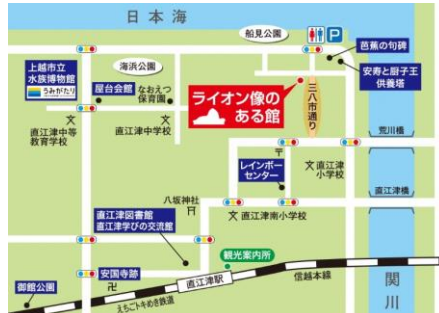 日本海
船見公園
P
海浜公園
芭蕉の句碑
上越市立
水族博物館
うみがたり
屋台会館
なおえつ
保育園
安寿と厨子王
供養塔
ライオン像の
ある館
三八市通り
直江津中等
教育学校
直江津中学校
荒川橋
レインボー
センター
直江津
小学校
八坂神社
直江津橋
直江津図書館
直江津学びの交流館
直江津南小学校
観光案内所
安国寺跡
直江津駅
信越本線
御館公園
えちごトキめき鉄道
関川